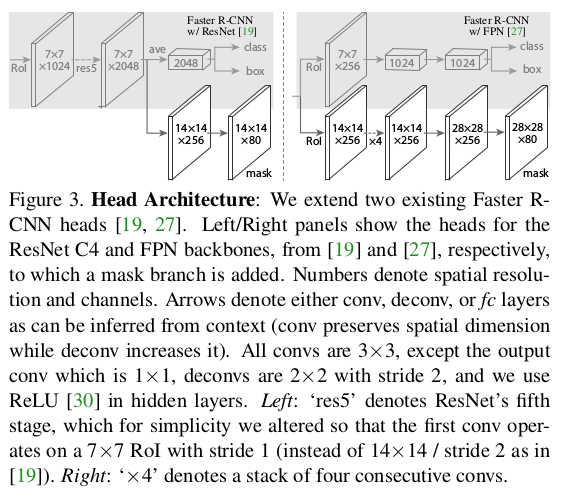 Faster R-CNN
w/ ResNet [19]
RoI
7×7
×1024
res5
7×7
×2048
ave
2048
class
box
14×14
×256
14×14
×80
mask
Faster R-CNN
w/ FPN [27]
RoI
7×7
×256
1024
1024
class
box
RoI
14×14
×256
×4
14×14
×256
28×28
×256
28×28
×80
mask
Figure 3. Head Architecture: We extend two existing Faster R-
CNN heads [19, 27]. Left/Right panels show the heads for the
ResNet C4 and FPN backbones, from [19] and [27], respectively,
to which a mask branch is added. Numbers denote spatial resolu-
tion and channels. Arrows denote either conv, deconv, or fc layers
as can be inferred from context (conv preserves spatial dimension
while deconv increases it). All convs are 3×3, except the output
conv which is 1×1, deconvs are 2×2 with stride 2, and we use
ReLU [30] in hidden layers. Left: ‘res5’ denotes ResNet’s fifth
stage, which for simplicity we altered so that the first conv oper-
ates on a 7×7 RoI with stride 1 (instead of 14×14 / stride 2 as in
[19]). Right: ‘×4’ denotes a stack of four consecutive convs.